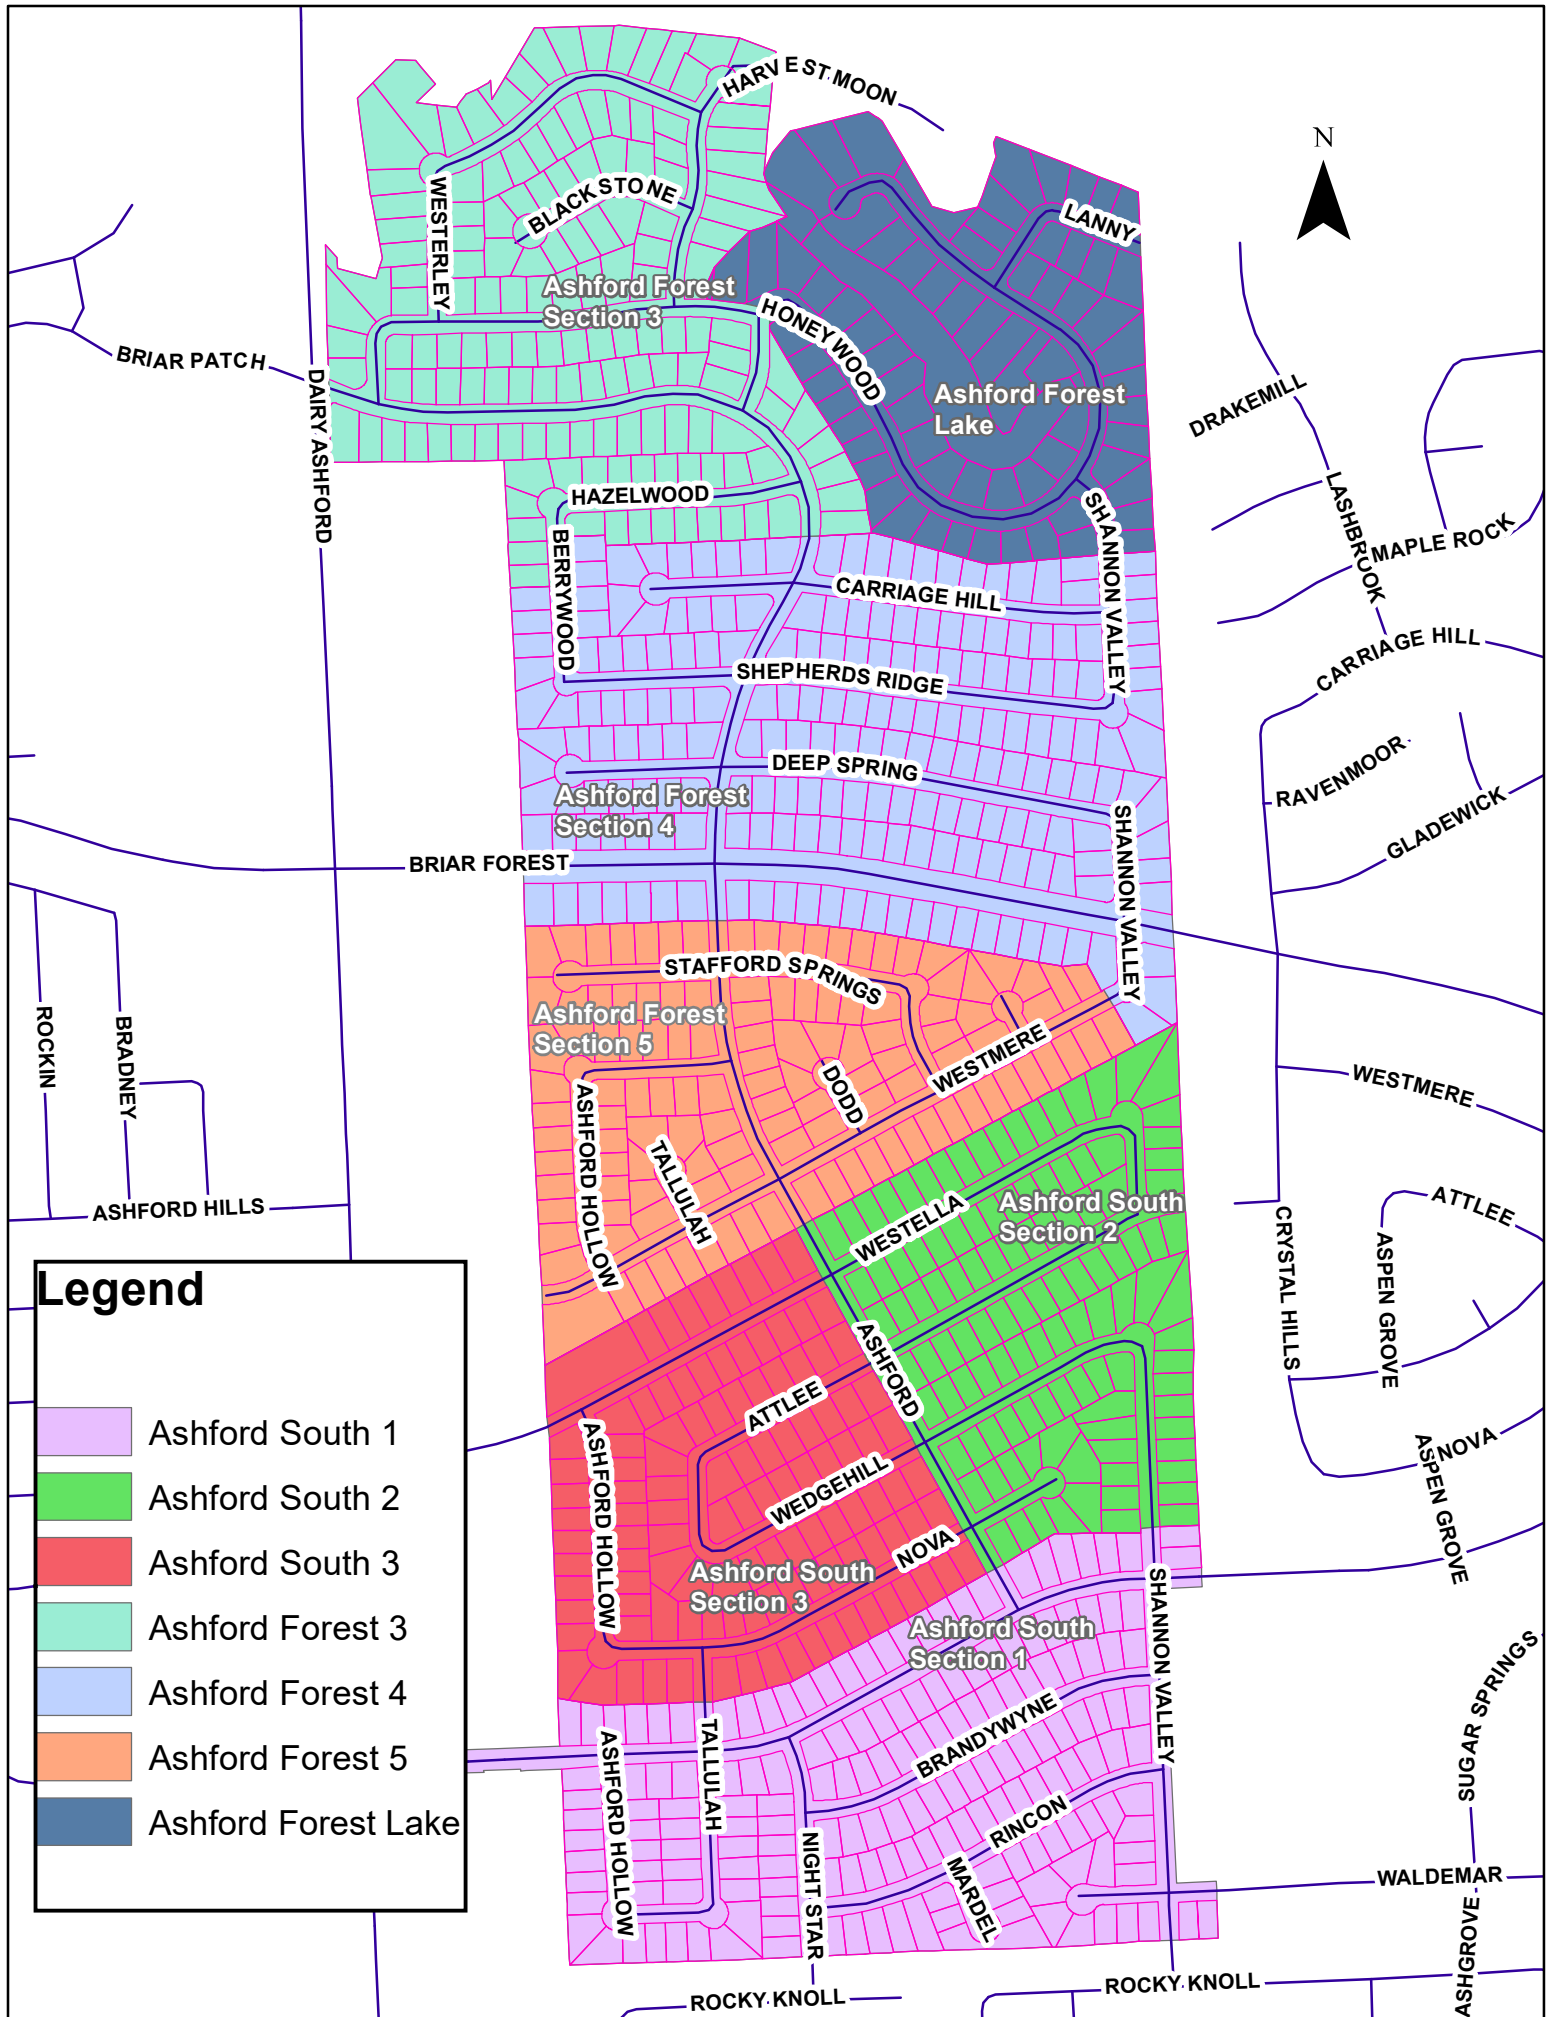 HARVEST MOON
N
WESTERLEY
BLACKSTONE
LANNY
Ashford Forest
Section 3
HONEYWOOD
BRIAR PATCH
DAIRY ASHFORD
Ashford Forest
Lake
DRAKEMILL
HAZELWOOD
LASHBROOK
MAPLE ROCK
BERRYWOOD
SHANNON VALLEY
CARRIAGE HILL
CARRIAGE HILL
SHEPHERDS RIDGE
DEEP SPRING
RAVENMOOR
GLADEWICK
Ashford Forest
Section 4
SHANNON VALLEY
BRIAR FOREST
STAFFORD SPRINGS
Ashford Forest
Section 5
ROCKIN
BRADNEY
WESTMERE
WESTMERE
DODD
ASHFORD HOLLOW
TALLULAH
ASHFORD HILLS
WESTELLA
Ashford South
Section 2
ATTLEE
CRYSTAL HILLS
ASPEN GROVE
ASHFORD
ATTLEE
ASHFORD HOLLOW
WEDGEHILL
NOVA
ASPEN GROVE
NOVA
Ashford South
Section 3
SHANNON VALLEY
Ashford South
Section 1
SUGAR SPRINGS
BRANDYWYNE
ASHFORD HOLLOW
TALLULAH
RINCON
NIGHT STAR
MARDEL
WALDEMAR
ASHGROVE
ROCKY KNOLL
ROCKY KNOLL
Legend
Ashford South 1
Ashford South 2
Ashford South 3
Ashford Forest 3
Ashford Forest 4
Ashford Forest 5
Ashford Forest Lake